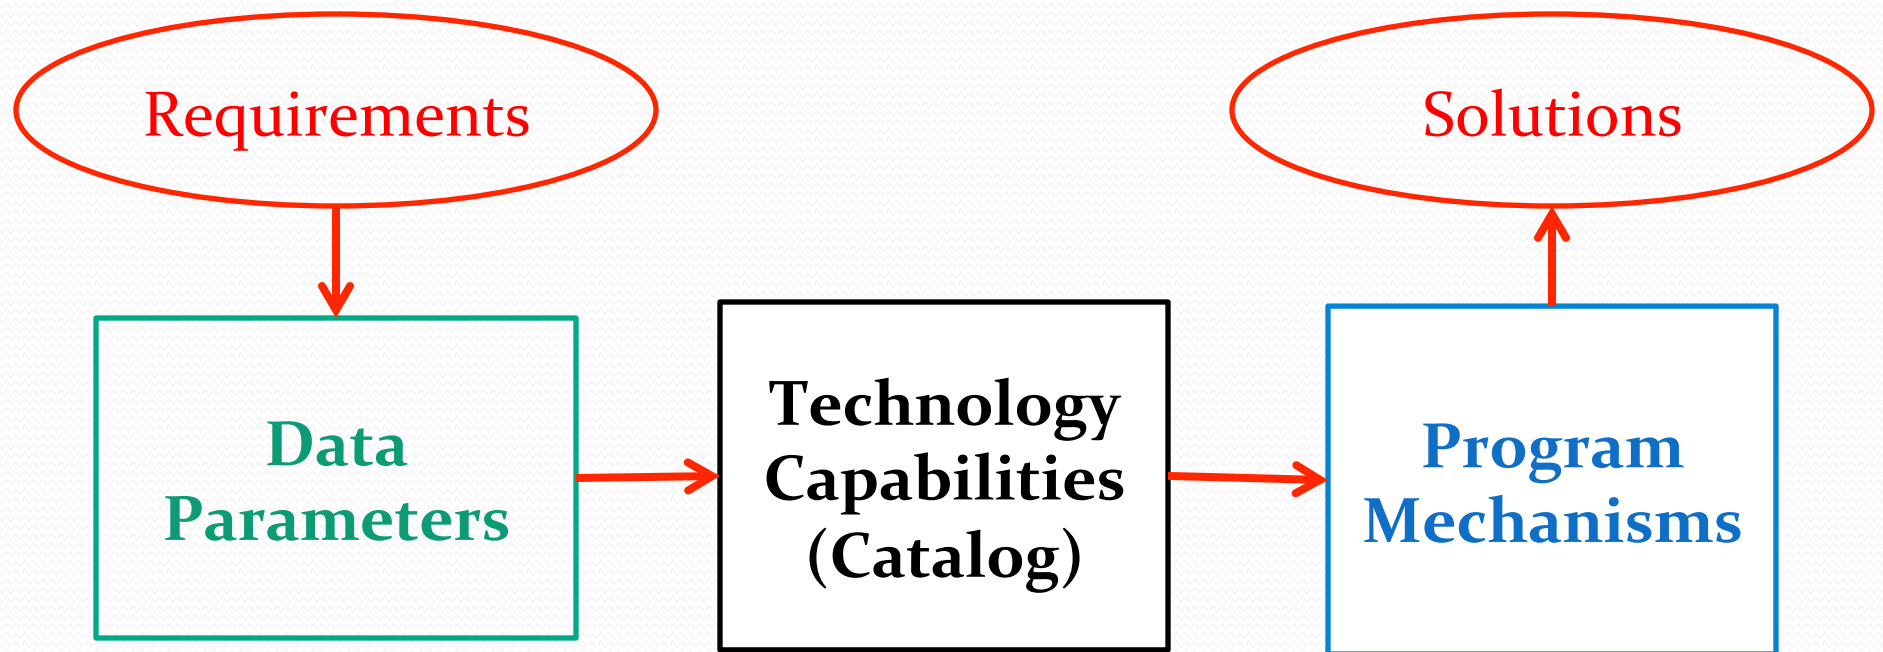 Requirements
Solutions
Data
Parameters
Technology
Capabilities
(Catalog)
Program
Mechanisms